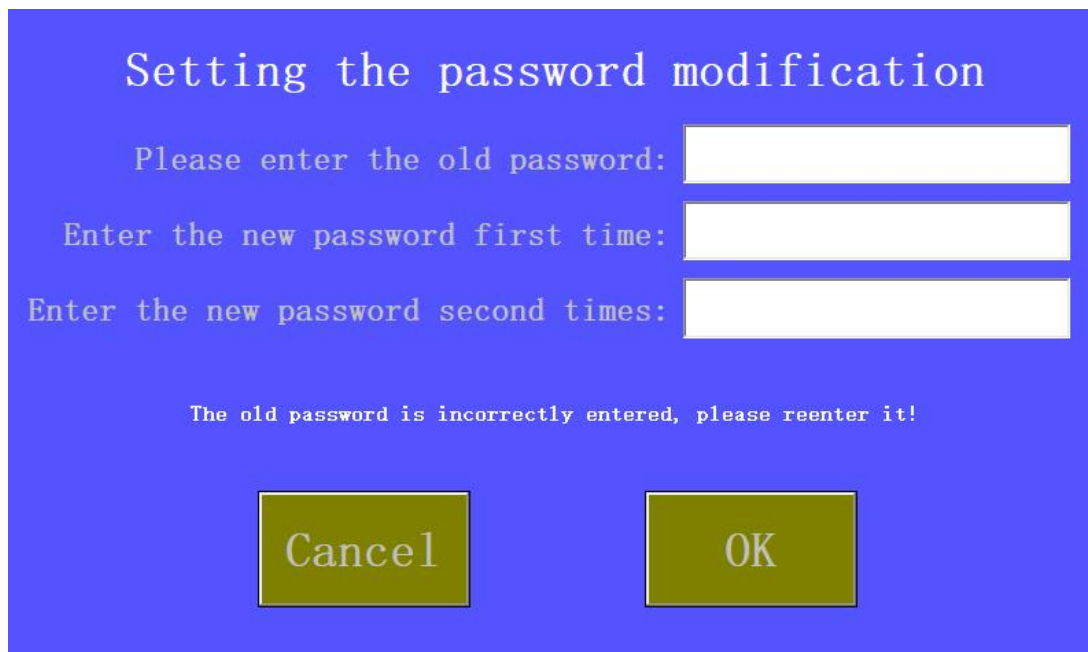 Setting the password modification
Please enter the old password:
Enter the new password first time:
Enter the new password second times:
The old password is incorrectly entered, please reenter it!
Cancel
OK